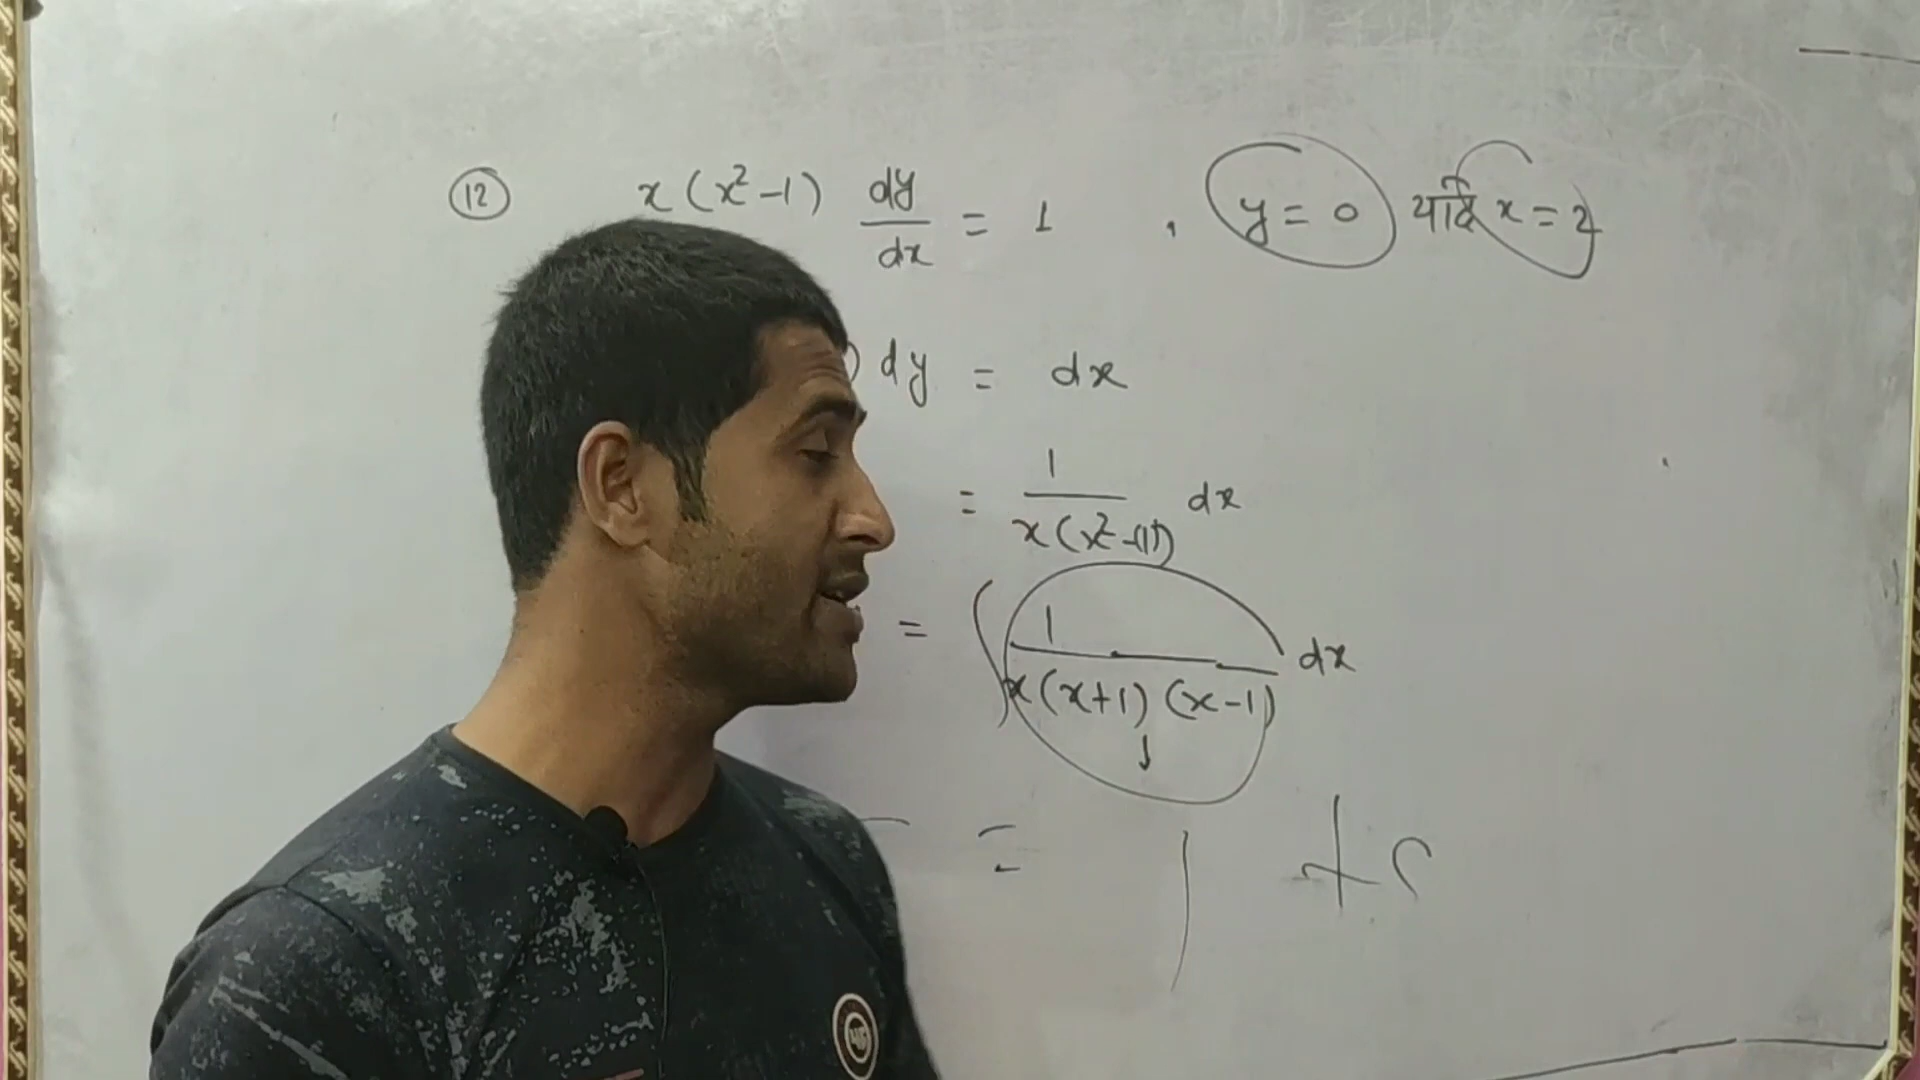 (12) x(x²-1) dy/dx = 1 , y = 0 यदि x = 2
) dy = dx
= 1/x(x²-1) dx
= ∫ 1/x(x+1)(x-1) dx
= ∫ +c